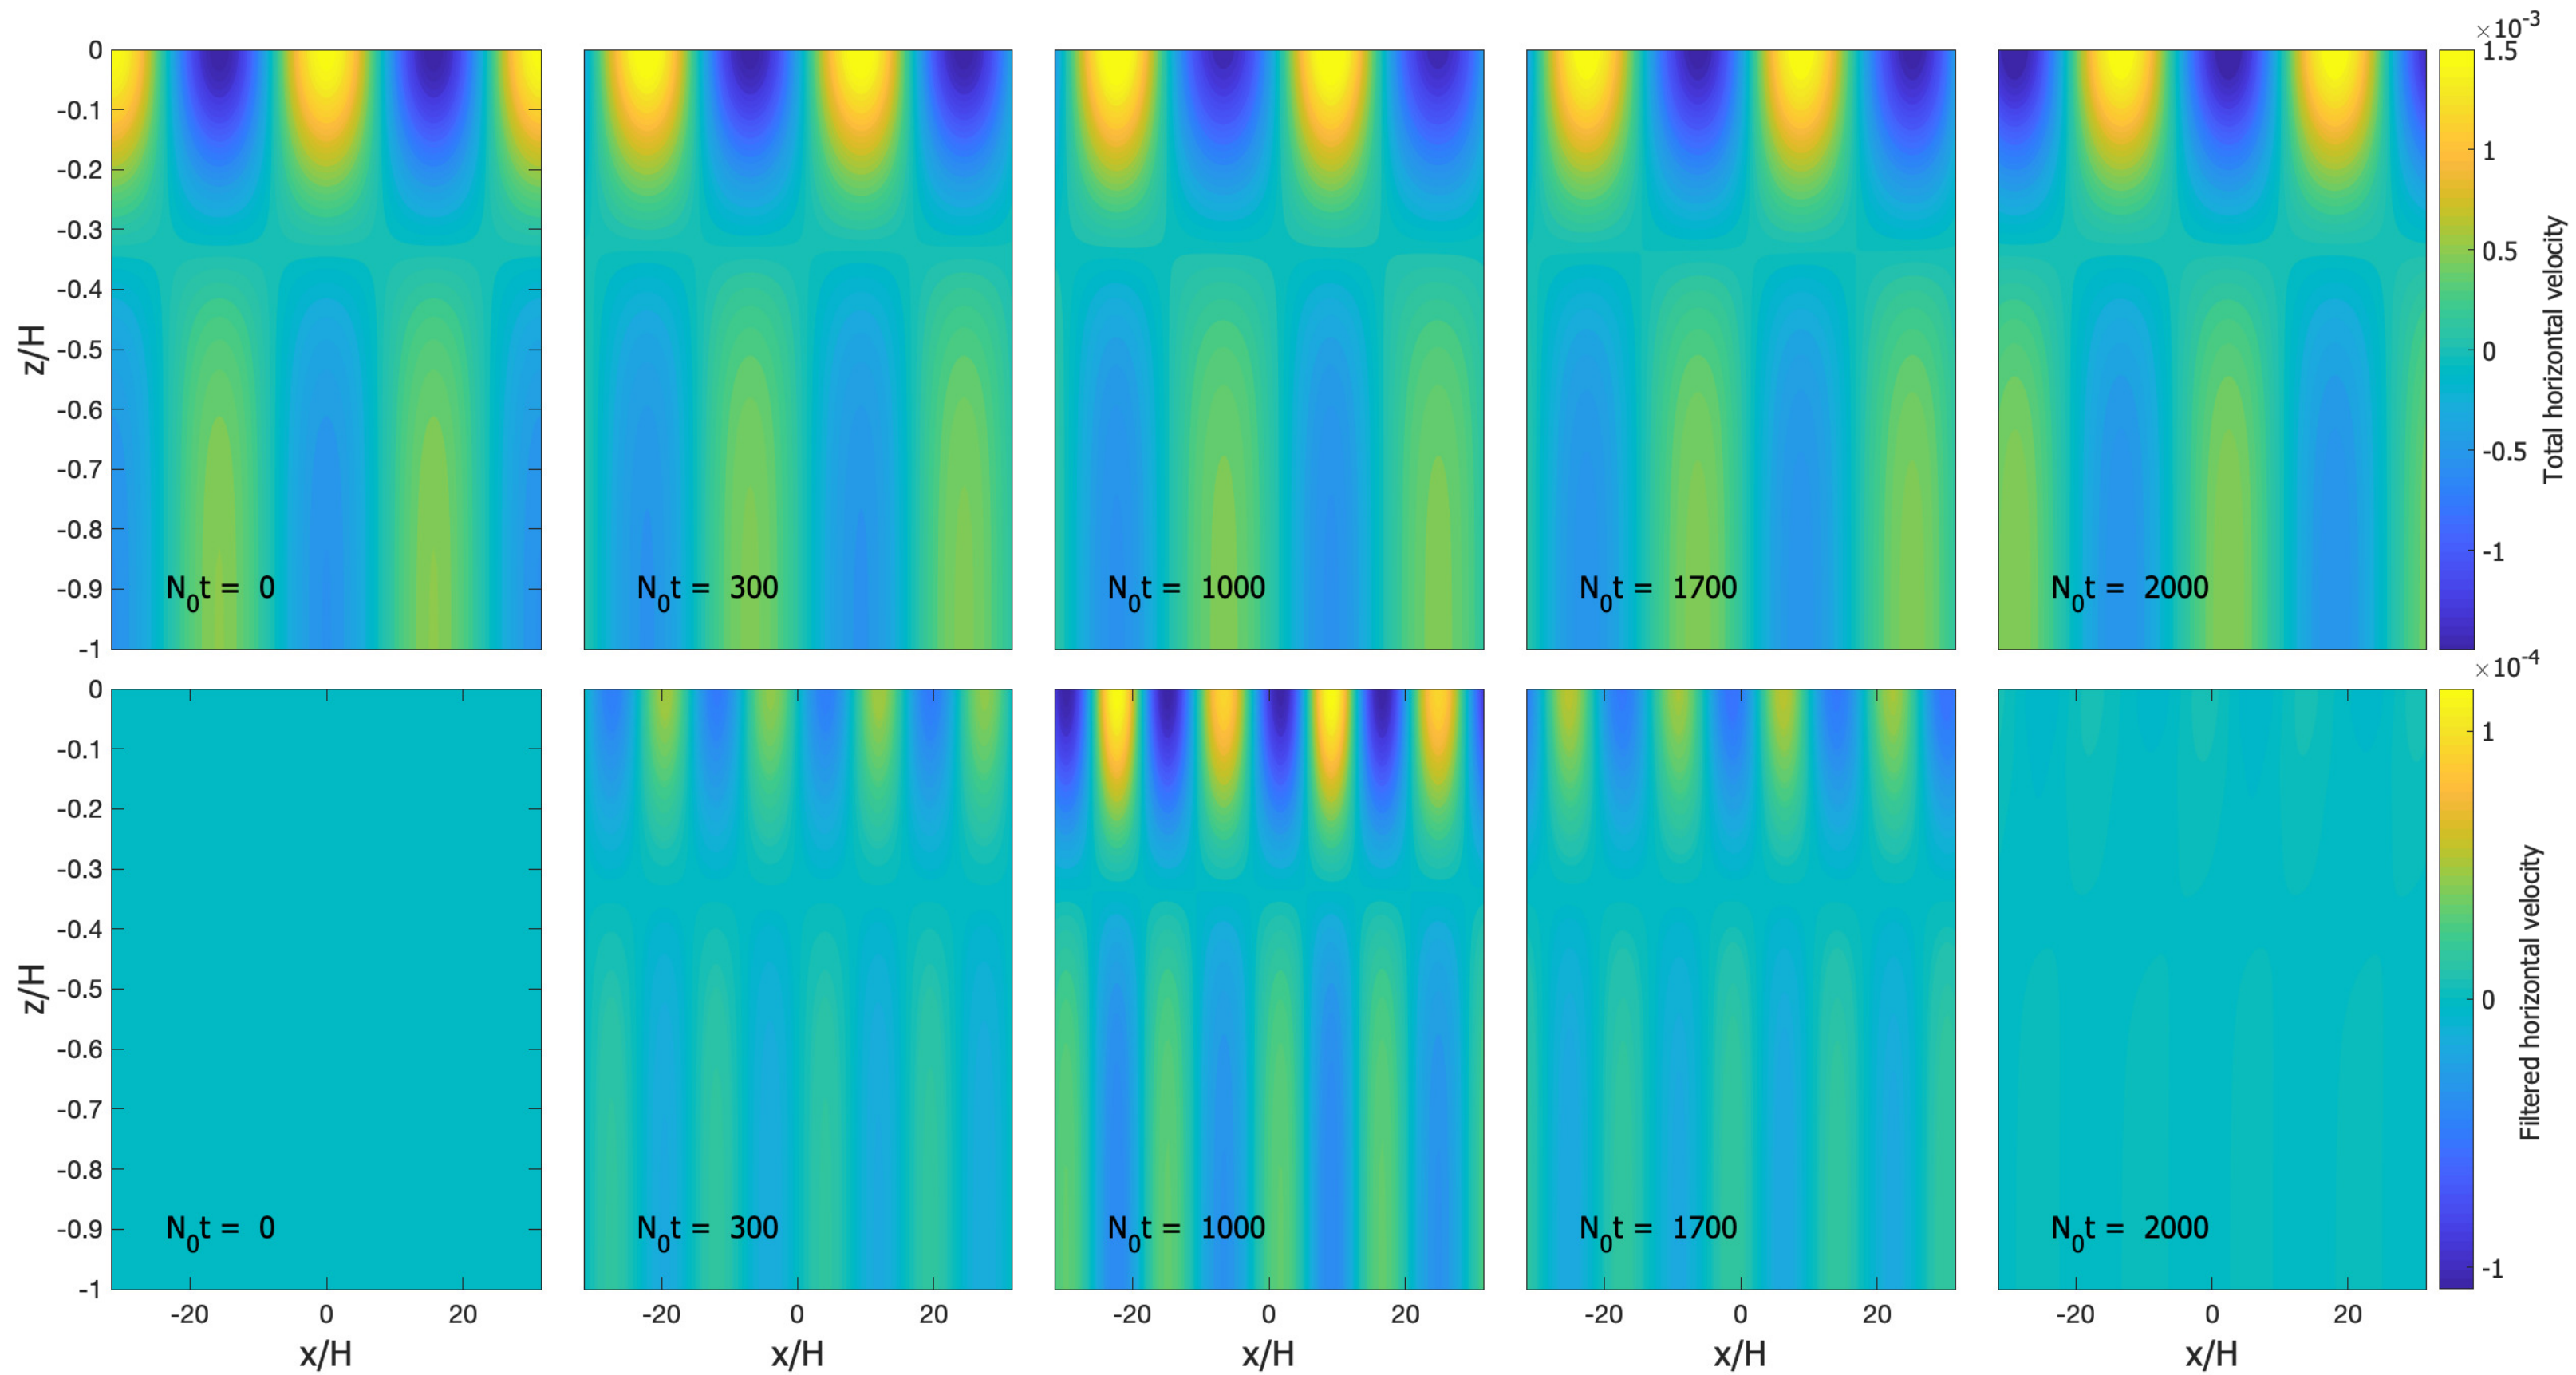 ×10-3
0
-0.1
-0.2
-0.3
-0.4
-0.5
-0.6
-0.7
-0.8
-0.9
-1
z/H
N0t = 0
N0t = 300
N0t = 1000
N0t = 1700
N0t = 2000
1.5
1
0.5
0
-0.5
-1
Total horizontal velocity
×10-4
0
-0.1
-0.2
-0.3
-0.4
-0.5
-0.6
-0.7
-0.8
-0.9
-1
z/H
N0t = 0
N0t = 300
N0t = 1000
N0t = 1700
N0t = 2000
1
0
-1
Filtered horizontal velocity
-20 0 20
-20 0 20
-20 0 20
-20 0 20
-20 0 20
x/H
x/H
x/H
x/H
x/H